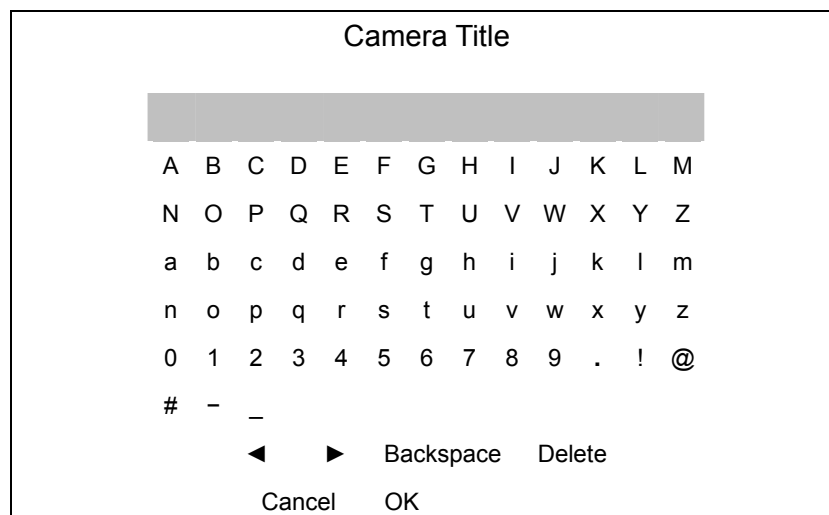 Camera Title
A B C D E F G H I J K L M
N O P Q R S T U V W X Y Z
a b c d e f g h i j k l m
n o p q r s t u v w x y z
0 1 2 3 4 5 6 7 8 9 . ! @
# − _
◄ ► Backspace Delete
Cancel OK